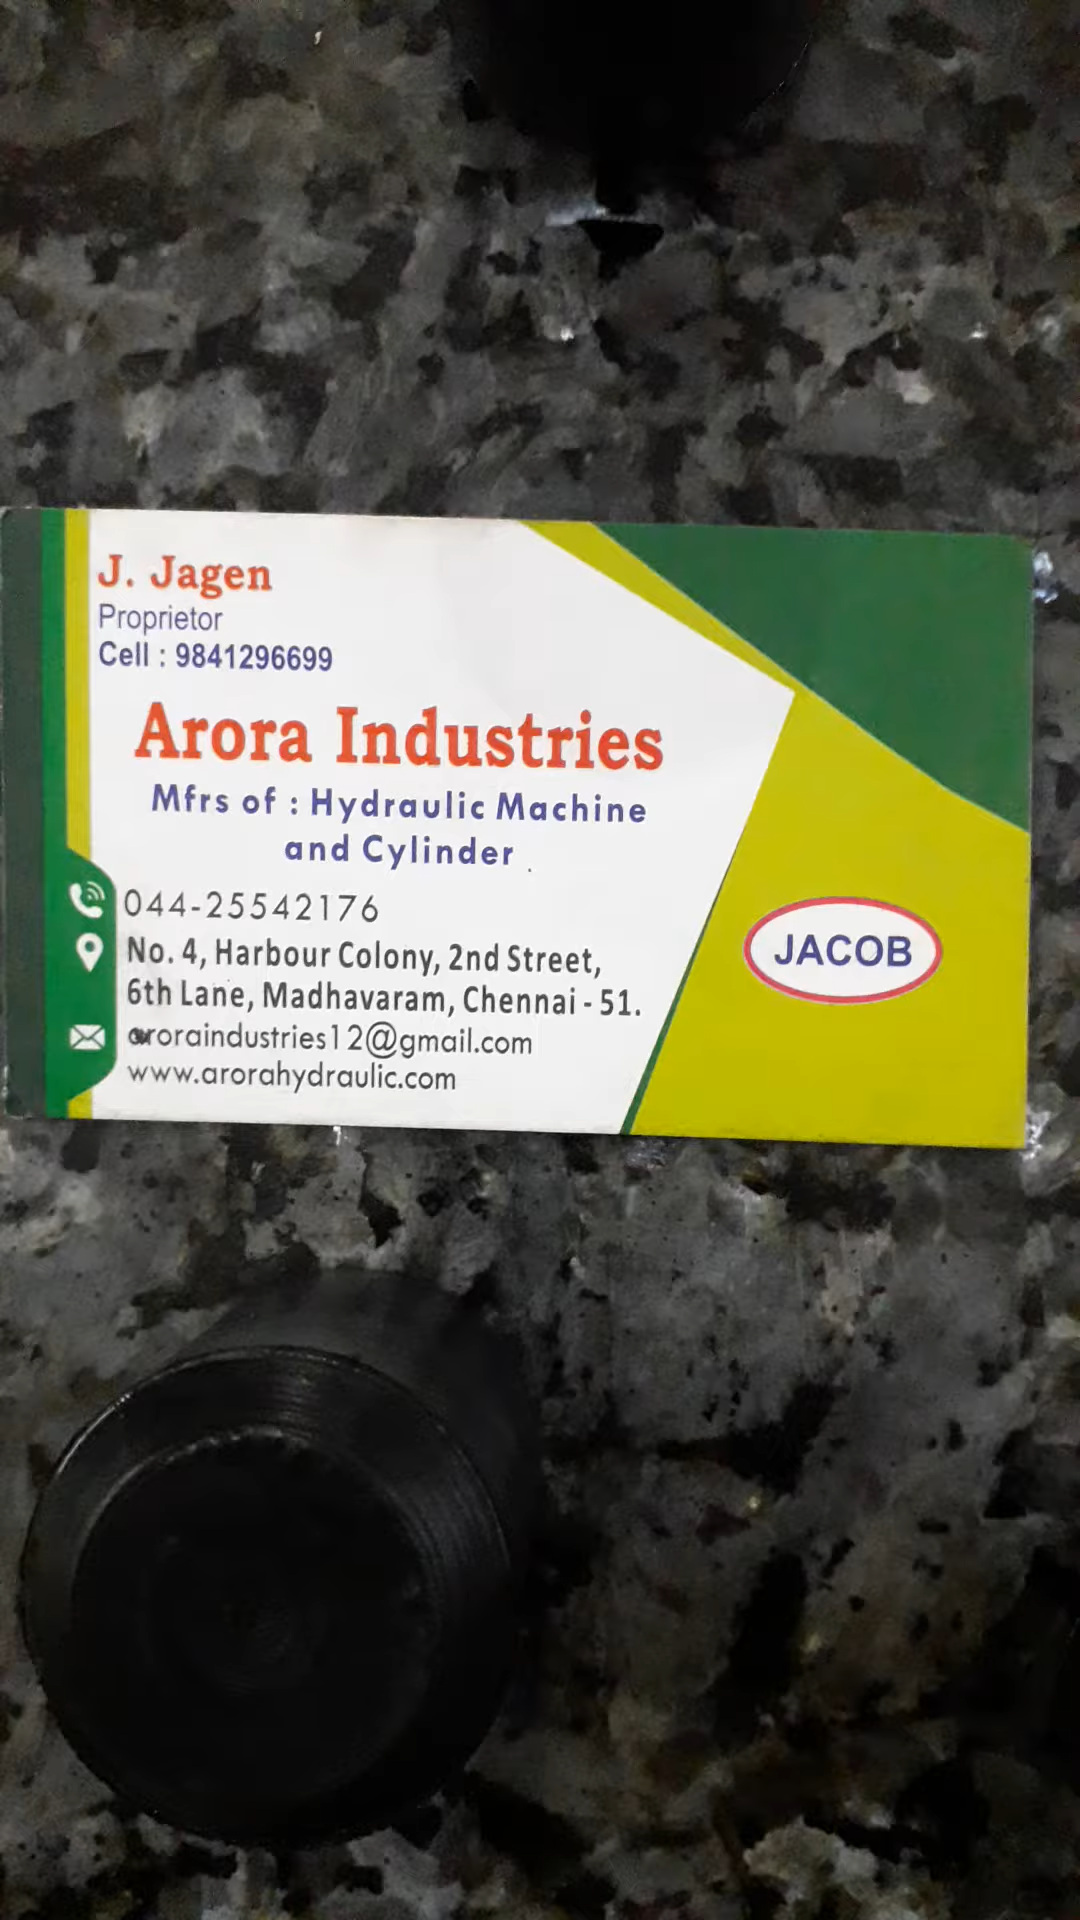 J. Jagen
Proprietor
Cell : 9841296699
Arora Industries
Mfrs of : Hydraulic Machine
and Cylinder
044-25542176
No. 4, Harbour Colony, 2nd Street,
6th Lane, Madhavaram, Chennai - 51.
aroraindustries12@gmail.com
www.arorahydraulic.com
JACOB